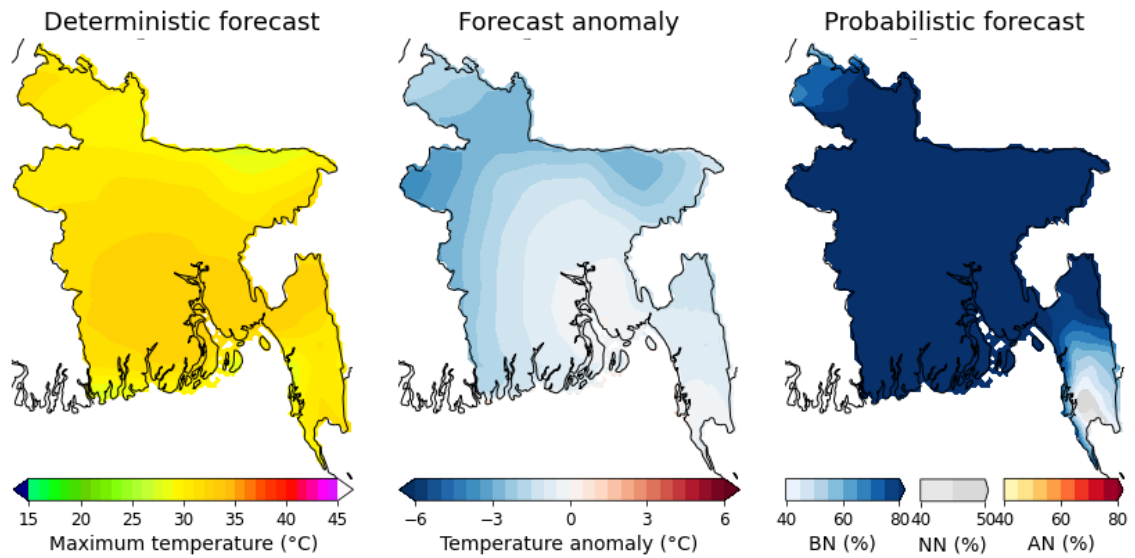 Deterministic forecast
Forecast anomaly
Probabilistic forecast
15 20 25 30 35 40 45
Maximum temperature (°C)
−6 −3 0 3 6
Temperature anomaly (°C)
40 60 80
BN (%)
40 50
NN (%)
40 60 80
AN (%)